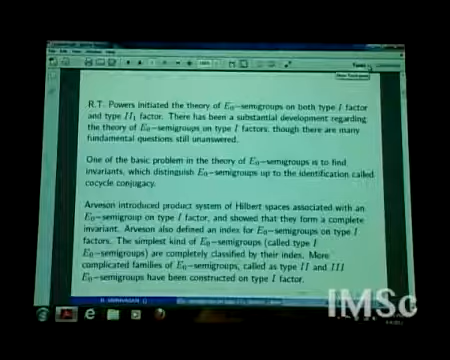 R.T. Powers initiated the theory of E₀−semigroups on both type I factor
and type II₁ factor. There has been a substantial development regarding
the theory of E₀−semigroups on type I factors, though there are many
fundamental questions still unanswered.
One of the basic problem in the theory of E₀−semigroups is to find
invariants, which distinguish E₀−semigroups up to the identification called
cocycle conjugacy.
Arveson introduced product system of Hilbert spaces associated with an
E₀−semigroup on type I factor, and showed that they form a complete
invariant. Arveson also defined an index for E₀−semigroups on type I
factors. The simplest kind of E₀−semigroups (called type I
E₀−semigroups) are completely classified by their index. More
complicated families of E₀−semigroups, called as type II and III
E₀−semigroups have been constructed on type I factor.
IMSc